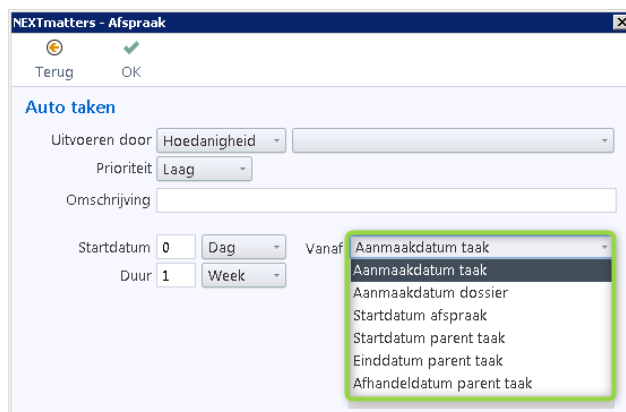 NEXTmatters - Afspraak
Terug OK
Auto taken
Uitvoeren door Hoedanigheid
Prioriteit Laag
Omschrijving
Startdatum 0 Dag Vanaf Aanmaakdatum taak
Duur 1 Week Aanmaakdatum taak
Aanmaakdatum dossier
Startdatum afspraak
Startdatum parent taak
Einddatum parent taak
Afhandeldatum parent taak